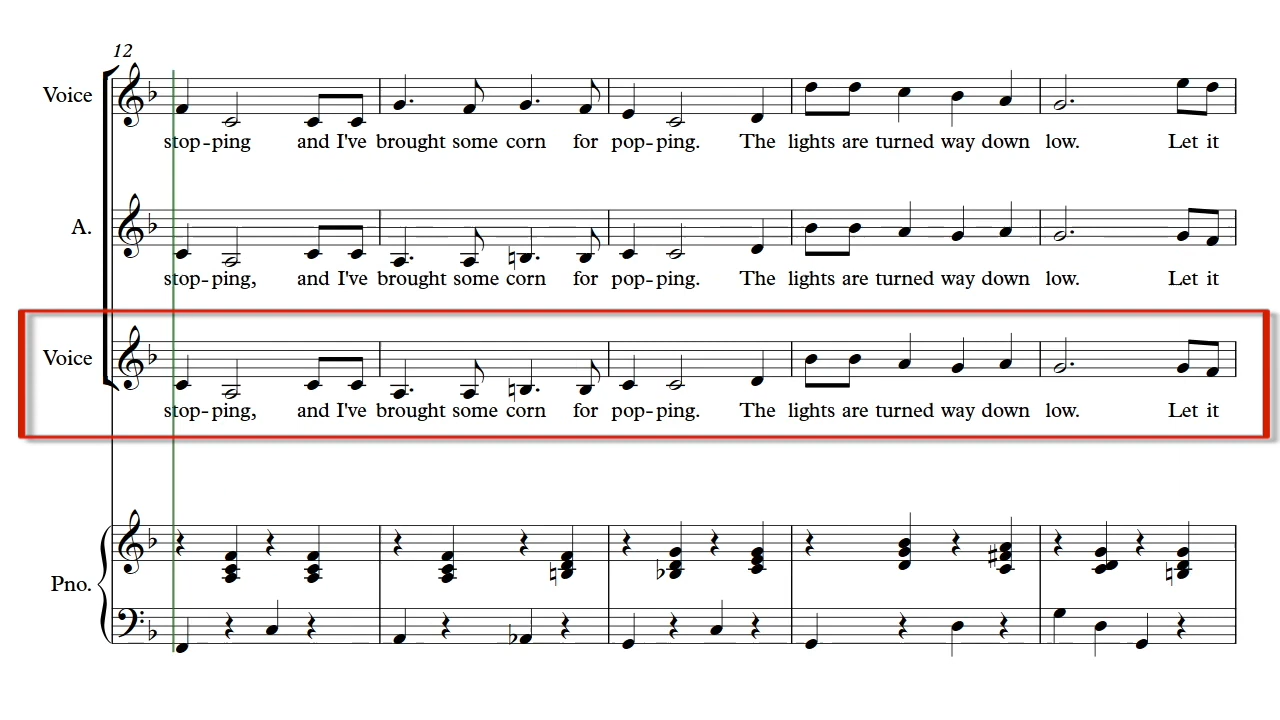 12
Voice
stop-ping and I've brought some corn for pop-ping. The lights are turned way down low. Let it
A.
stop-ping, and I've brought some corn for pop-ping. The lights are turned way down low. Let it
Voice
stop-ping, and I've brought some corn for pop-ping. The lights are turned way down low. Let it
Pno.